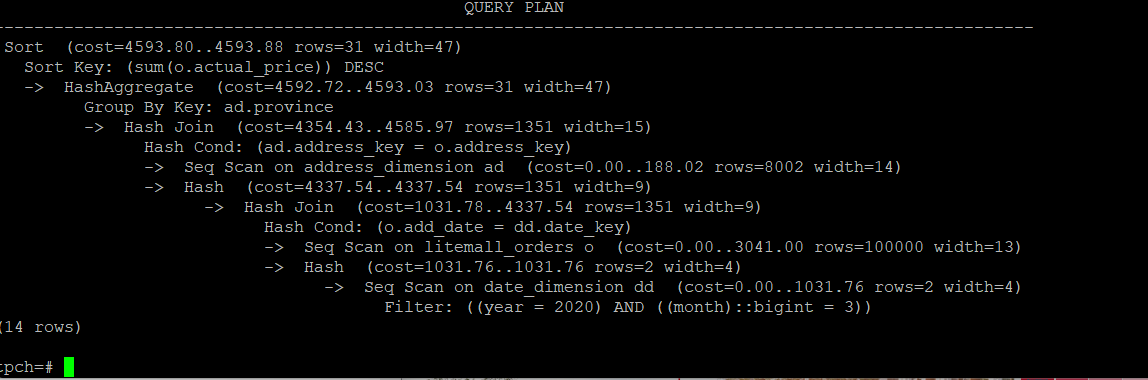 QUERY PLAN
--------------------------------------------------------------------------------------------------------
Sort  (cost=4593.80..4593.88 rows=31 width=47)
  Sort Key: (sum(o.actual_price)) DESC
  ->  HashAggregate  (cost=4592.72..4593.03 rows=31 width=47)
        Group By Key: ad.province
        ->  Hash Join  (cost=4354.43..4585.97 rows=1351 width=15)
              Hash Cond: (ad.address_key = o.address_key)
              ->  Seq Scan on address_dimension ad  (cost=0.00..188.02 rows=8002 width=14)
              ->  Hash  (cost=4337.54..4337.54 rows=1351 width=9)
                    ->  Hash Join  (cost=1031.78..4337.54 rows=1351 width=9)
                          Hash Cond: (o.add_date = dd.date_key)
                          ->  Seq Scan on litemall_orders o  (cost=0.00..3041.00 rows=100000 width=13)
                          ->  Hash  (cost=1031.76..1031.76 rows=2 width=4)
                                ->  Seq Scan on date_dimension dd  (cost=0.00..1031.76 rows=2 width=4)
                                      Filter: ((year = 2020) AND ((month)::bigint = 3))
(14 rows)
tpch=#